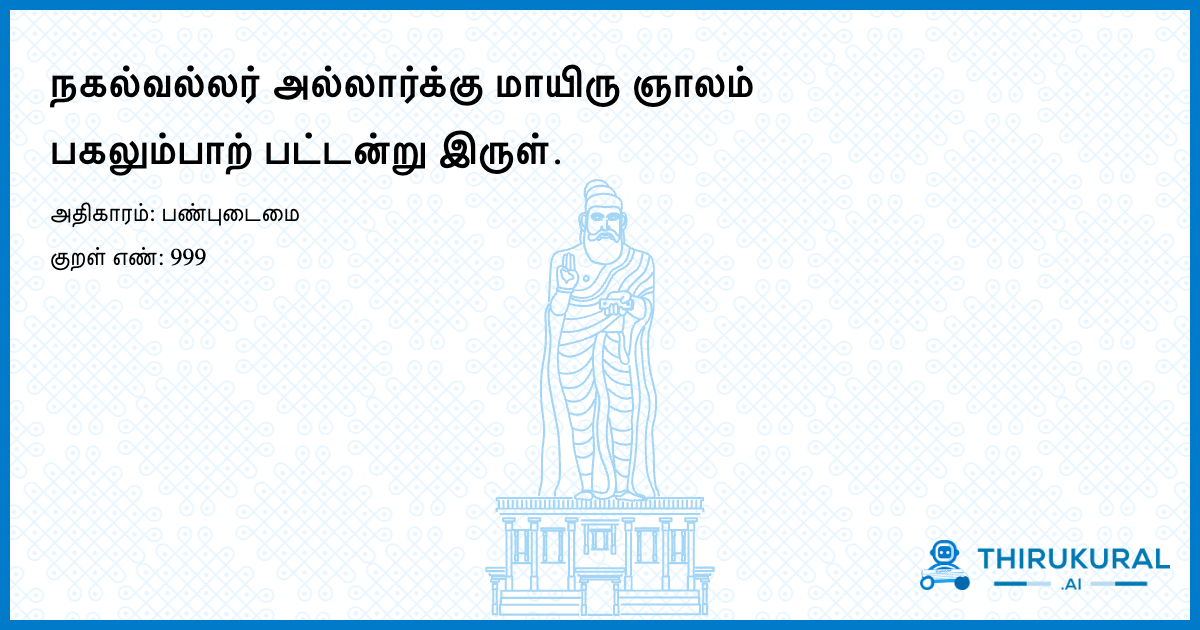 நகல்வல்லர் அல்லார்க்கு மாயிரு ஞாலம்
பகலும்பாற் பட்டன்று இருள்.
அதிகாரம்: பண்புடைமை
குறள் எண்: 999
THIRUKURAL
.AI